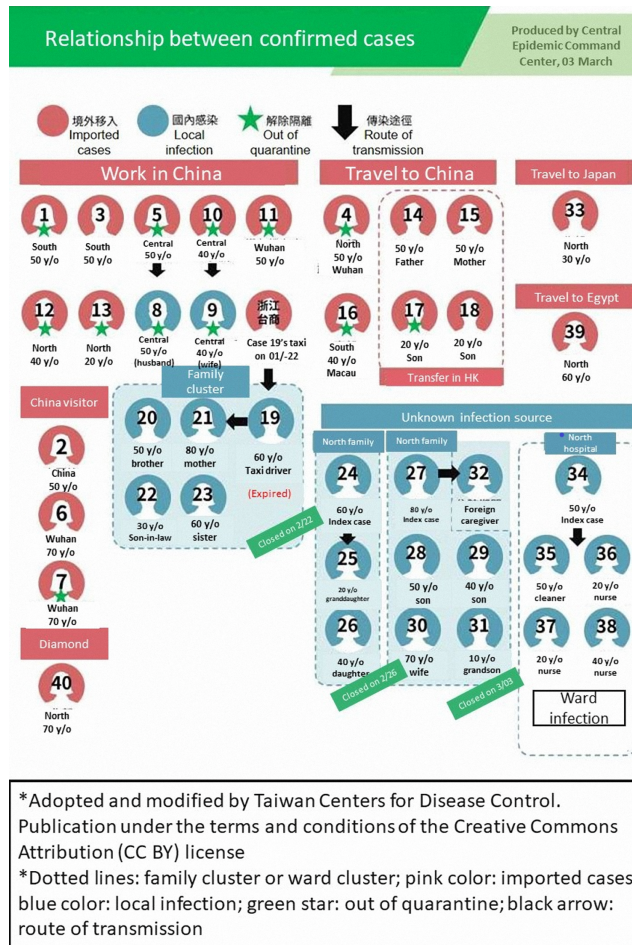 Relationship between confirmed cases
Produced by Central
Epidemic Command
Center, 03 March
境外移入
Imported
cases
國內感染
Local
infection
解除隔離
Out of
quarantine
傳染途徑
Route of
transmission
Work in China
1
South
50 y/o
3
South
50 y/o
5
Central
50 y/o
10
Central
40 y/o
11
Wuhan
50 y/o
12
North
40 y/o
13
North
20 y/o
8
Central
50 y/o
(husband)
9
Central
40 y/o
(wife)
浙江
台商
Case 19's taxi
on 01/-22
Travel to China
4
North
50 y/o
Wuhan
14
50 y/o
Father
15
50 y/o
Mother
16
South
40 y/o
Macau
17
20 y/o
Son
18
20 y/o
Son
Transfer in HK
Travel to Japan
33
North
30 y/o
Travel to Egypt
39
North
60 y/o
China visitor
2
China
50 y/o
6
Wuhan
70 y/o
7
Wuhan
70 y/o
Diamond
40
North
70 y/o
Family
cluster
20
50 y/o
brother
21
80 y/o
mother
19
60 y/o
Taxi driver
(Expired)
22
30 y/o
Son-in-law
23
60 y/o
sister
Closed on 2/22
Unknown infection source
North family
24
60 y/o
Index case
25
20 y/o
granddaughter
26
40 y/o
daughter
Closed on 2/26
North family
27
80 y/o
Index case
32
Foreign
caregiver
28
50 y/o
son
29
40 y/o
son
30
70 y/o
wife
31
10 y/o
grandson
Closed on 3/03
North
hospital
34
50 y/o
Index case
35
50 y/o
cleaner
36
20 y/o
nurse
37
20 y/o
nurse
38
40 y/o
nurse
Ward
infection
*Adopted and modified by Taiwan Centers for Disease Control.
Publication under the terms and conditions of the Creative Commons
Attribution (CC BY) license
*Dotted lines: family cluster or ward cluster; pink color: imported cases
blue color: local infection; green star: out of quarantine; black arrow:
route of transmission